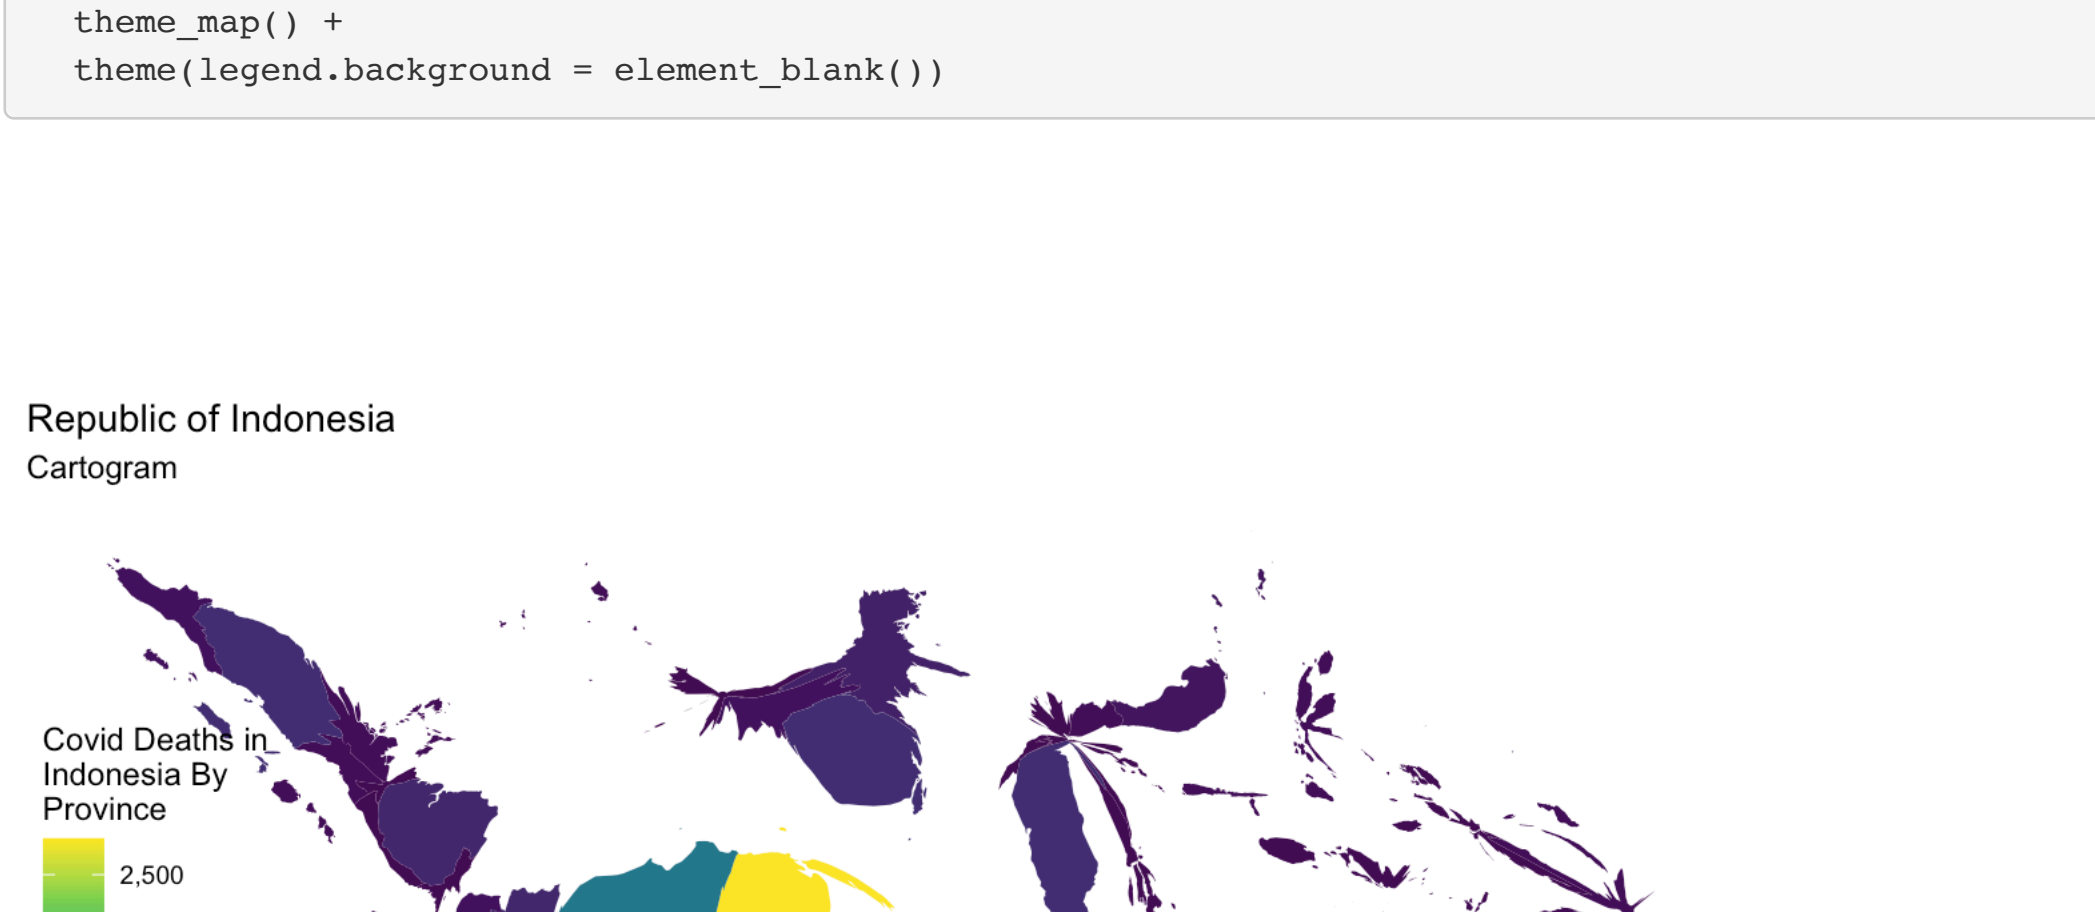 theme_map() +
theme(legend.background = element_blank())
Republic of Indonesia
Cartogram
Covid Deaths in
Indonesia By
Province
2,500